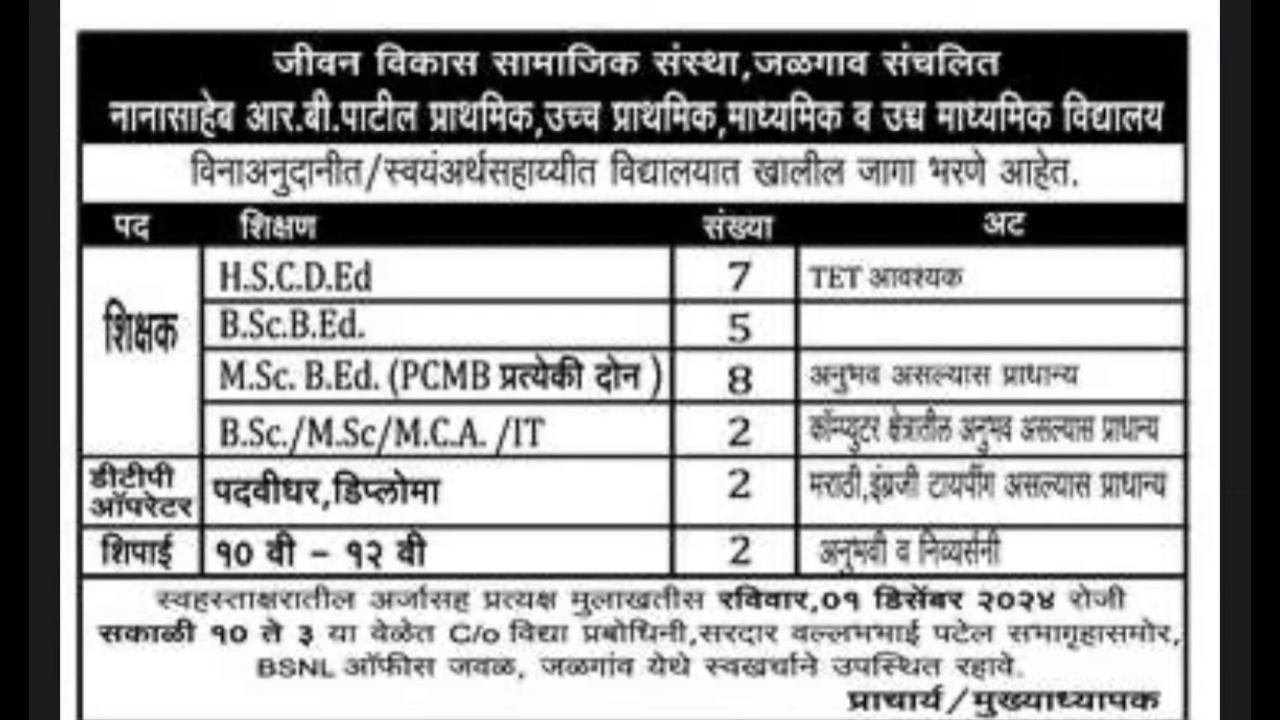 जीवन विकास सामाजिक संस्था,जळगाव संचलित
नानासाहेब आर.बी.पाटील प्राथमिक,उच्च प्राथमिक,माध्यमिक व उद्य माध्यमिक विद्यालय
विनाअनुदानीत/स्वयंअर्थसहाय्यीत विद्यालयात खालील जागा भरणे आहेत.
पद शिक्षण संख्या अट
शिक्षक
H.S.C.D.Ed 7 TET आवश्यक
B.Sc.B.Ed. 5
M.Sc. B.Ed. (PCMB प्रत्येकी दोन ) 8 अनुभव असल्यास प्राधान्य
B.Sc./M.Sc/M.C.A. /IT 2 कॉम्प्युटर क्षेत्रातील अनुभव असल्यास प्राधान्य
डीटीपी
ऑपरेटर
पदवीधर,डिप्लोमा 2 मराठी,इंग्रजी टायपींग असल्यास प्राधान्य
शिपाई १० वी – १२ वी 2 अनुभवी व निव्यर्सनी
स्वहस्ताक्षरातील अर्जासह प्रत्यक्ष मुलाखतीस रविवार,०१ डिसेंबर २०२४ रोजी
सकाळी १० ते ३ या वेळेत C/o विद्या प्रबोधिनी,सरदार वल्लभभाई पटेल सभागृहासमोर,
BSNL ऑफीस जवळ, जळगांव येथे स्वखर्चाने उपस्थित रहावे.
प्राचार्य/मुख्याध्यापक